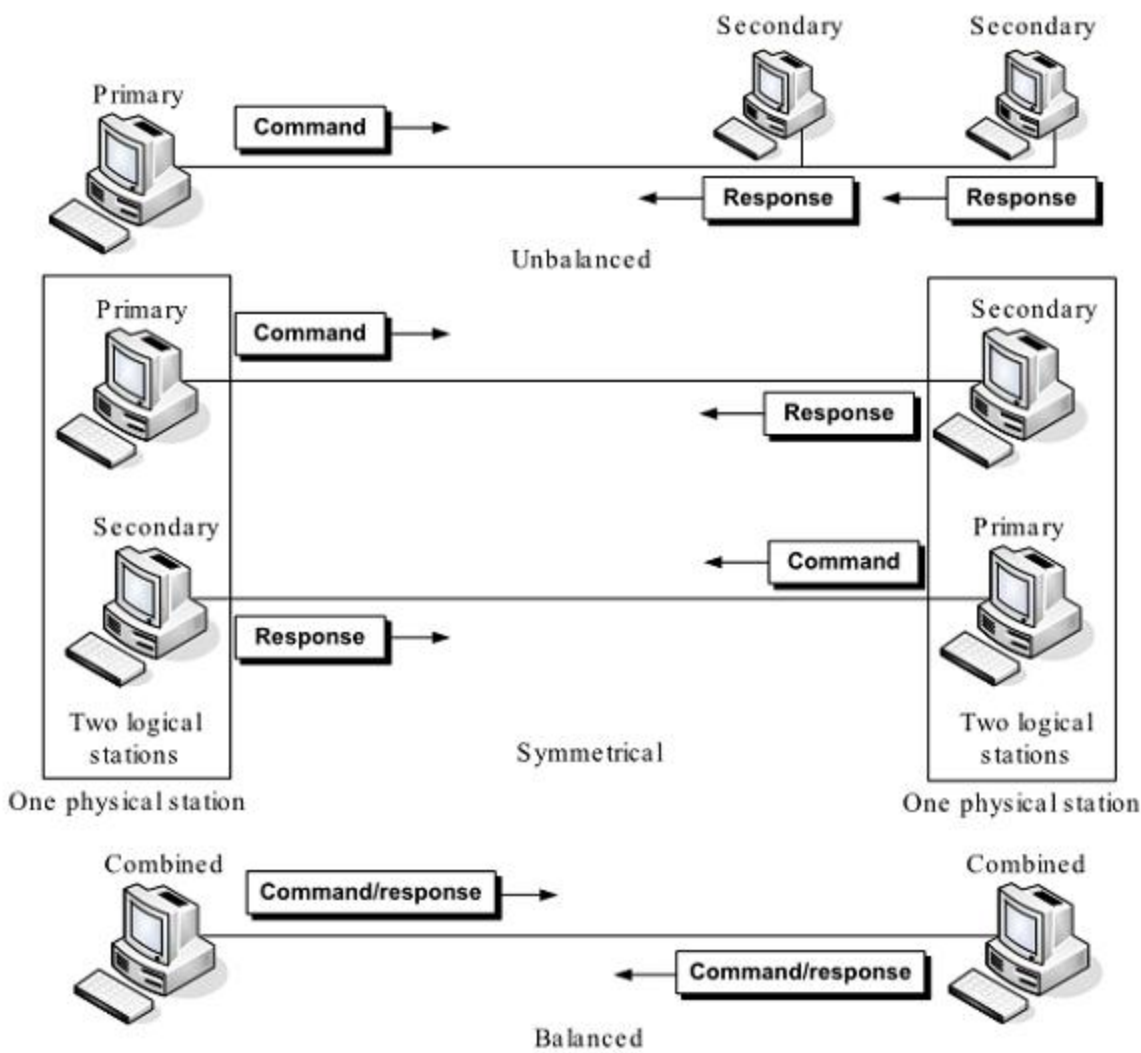 Secondary
Secondary
Primary
Command
Response
Response
Unbalanced
Primary
Command
Secondary
Response
Secondary
Primary
Command
Response
Two logical
stations
Two logical
stations
Symmetrical
One physical station
One physical station
Combined
Combined
Command/response
Command/response
Balanced